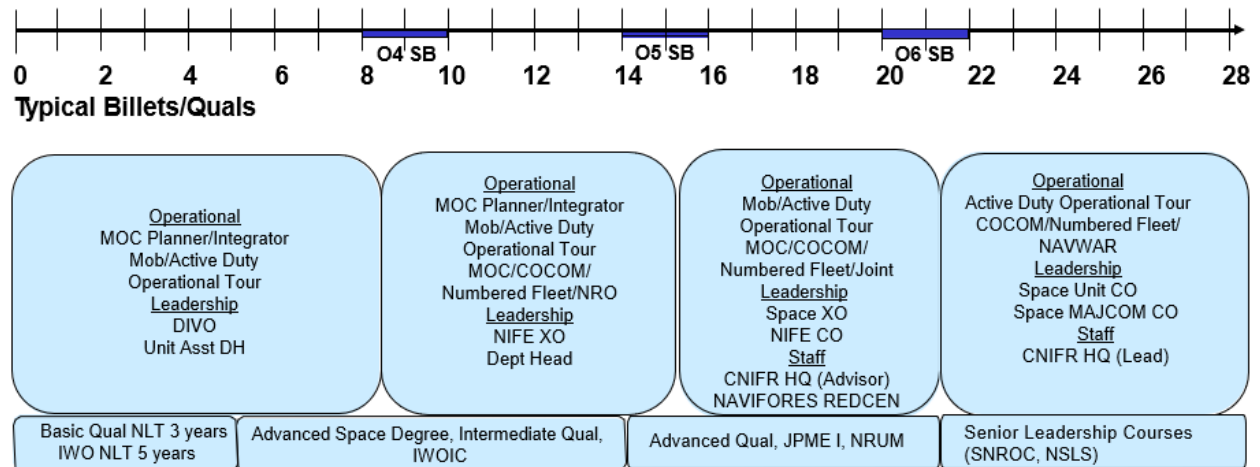 O4 SB O5 SB O6 SB
0 2 4 6 8 10 12 14 16 18 20 22 24 26 28
Typical Billets/Quals
Operational
MOC Planner/Integrator
Mob/Active Duty
Operational Tour
Leadership
DIVO
Unit Asst DH
Operational
MOC Planner/Integrator
Mob/Active Duty
Operational Tour
MOC/COCOM/
Numbered Fleet/NRO
Leadership
NIFE XO
Dept Head
Operational
Mob/Active Duty
Operational Tour
MOC/COCOM/
Numbered Fleet/Joint
Leadership
Space XO
NIFE CO
Staff
CNIFR HQ (Advisor)
NAVIFORES REDCEN
Operational
Active Duty Operational Tour
COCOM/Numbered Fleet/
NAVWAR
Leadership
Space Unit CO
Space MAJCOM CO
Staff
CNIFR HQ (Lead)
Basic Qual NLT 3 years
IWO NLT 5 years
Advanced Space Degree, Intermediate Qual,
IWOIC
Advanced Qual, JPME I, NRUM
Senior Leadership Courses
(SNROC, NSLS)